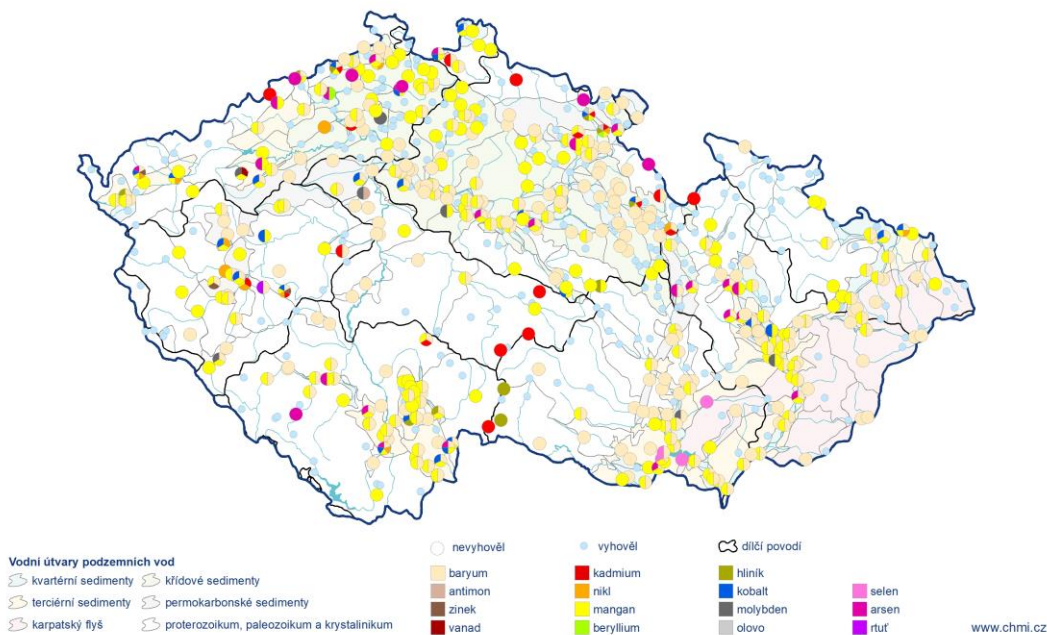 Vodní útvary podzemních vod
kvartérní sedimenty
křídové sedimenty
terciérní sedimenty
permokarbonské sedimenty
karpatský flyš
proterozoikum, paleozoikum a krystalinikum
nevyhověl
vyhověl
dílčí povodí
baryum
antimon
zinek
vanad
kadmium
nikl
mangan
beryllium
hliník
kobalt
molybden
olovo
selen
arsen
rtuť
www.chmi.cz